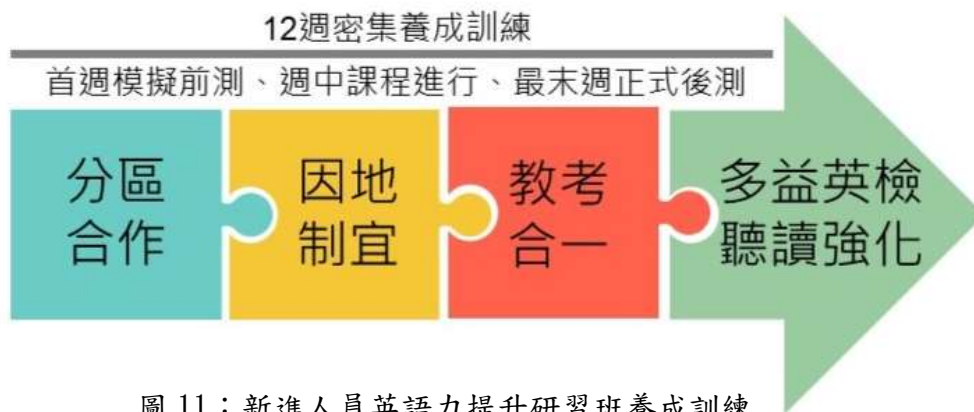 12週密集養成訓練
首週模擬前測、週中課程進行、最末週正式後測
分區
合作
因地
制宜
教考
合一
多益英檢
聽讀強化
圖 11：新進人員英語力提升研習班養成訓練